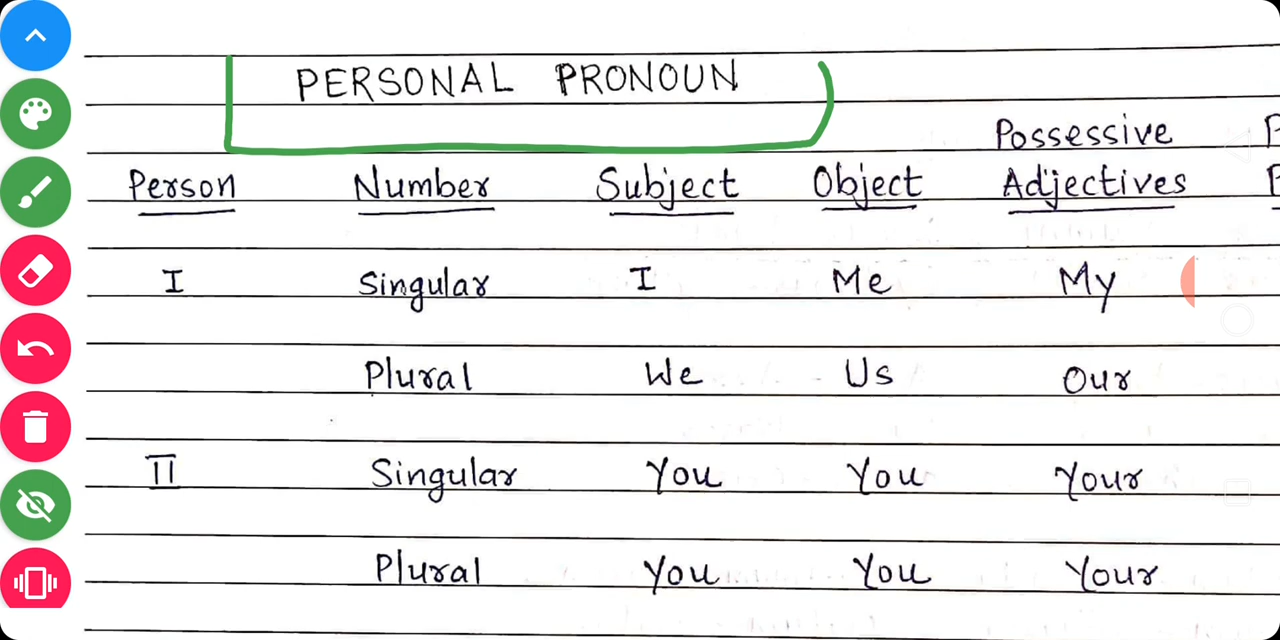 PERSONAL PRONOUN
Possessive
Person Number Subject Object Adjectives
I Singular I Me My
Plural We Us Our
II Singular You You Your
Plural You You Your